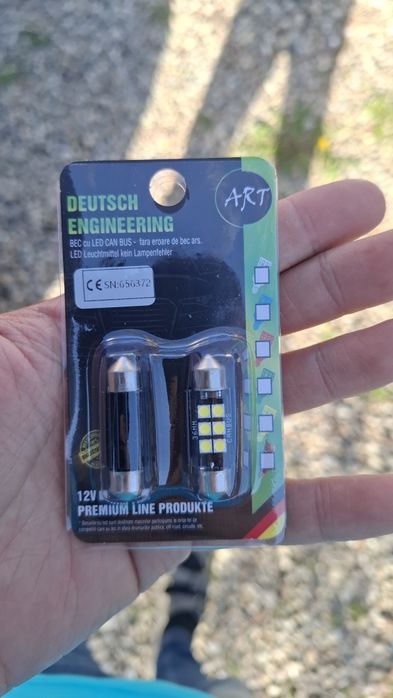 ART
DEUTSCH
ENGINEERING
BEC cu LED CAN BUS - fara eroare de bec ars.
LED Leuchtmittel kein Lampenfehler
CE SN:656372
CANBUS
12V
PREMIUM LINE PRODUKTE